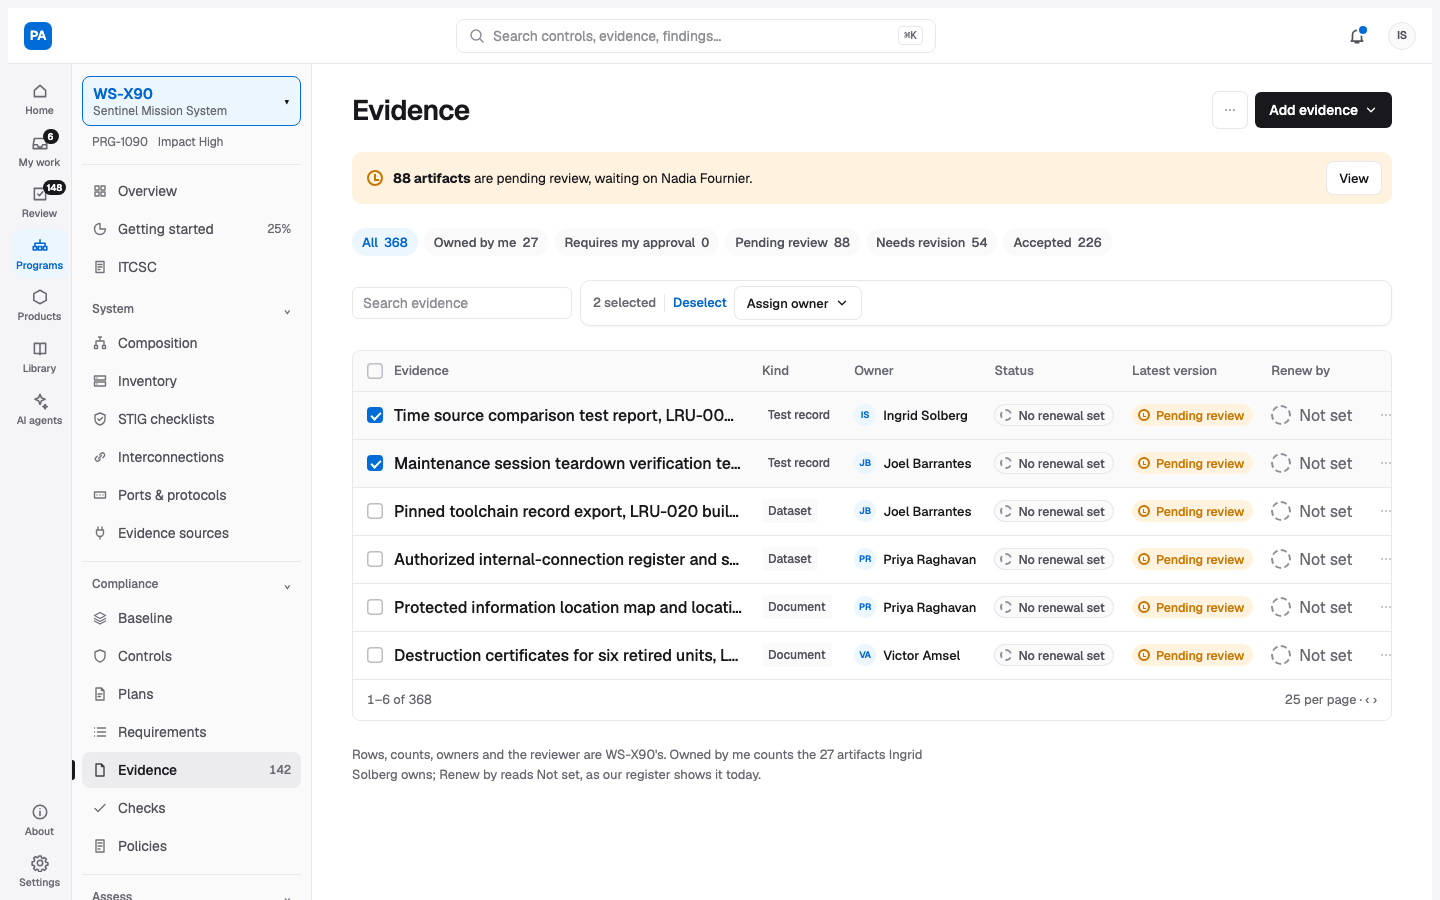 PA
Search controls, evidence, findings...
⌘K
IS
Home
6
My work
148
Review
Programs
Products
Library
AI agents
About
Settings
WS-X90
Sentinel Mission System
PRG-1090 Impact High
Overview
Getting started 25%
ITCSC
System
Composition
Inventory
STIG checklists
Interconnections
Ports & protocols
Evidence sources
Compliance
Baseline
Controls
Plans
Requirements
Evidence 142
Checks
Policies
Assess
Evidence
Add evidence
88 artifacts are pending review, waiting on Nadia Fournier.
View
All 368 Owned by me 27 Requires my approval 0 Pending review 88 Needs revision 54 Accepted 226
Search evidence
2 selected Deselect Assign owner
Evidence Kind Owner Status Latest version Renew by
Time source comparison test report, LRU-00... Test record IS Ingrid Solberg No renewal set Pending review Not set ...
Maintenance session teardown verification te... Test record JB Joel Barrantes No renewal set Pending review Not set ...
Pinned toolchain record export, LRU-020 buil... Dataset JB Joel Barrantes No renewal set Pending review Not set ...
Authorized internal-connection register and s... Dataset PR Priya Raghavan No renewal set Pending review Not set ...
Protected information location map and locati... Document PR Priya Raghavan No renewal set Pending review Not set ...
Destruction certificates for six retired units, L... Document VA Victor Amsel No renewal set Pending review Not set ...
1–6 of 368
25 per page · ‹ ›
Rows, counts, owners and the reviewer are WS-X90's. Owned by me counts the 27 artifacts Ingrid
Solberg owns; Renew by reads Not set, as our register shows it today.